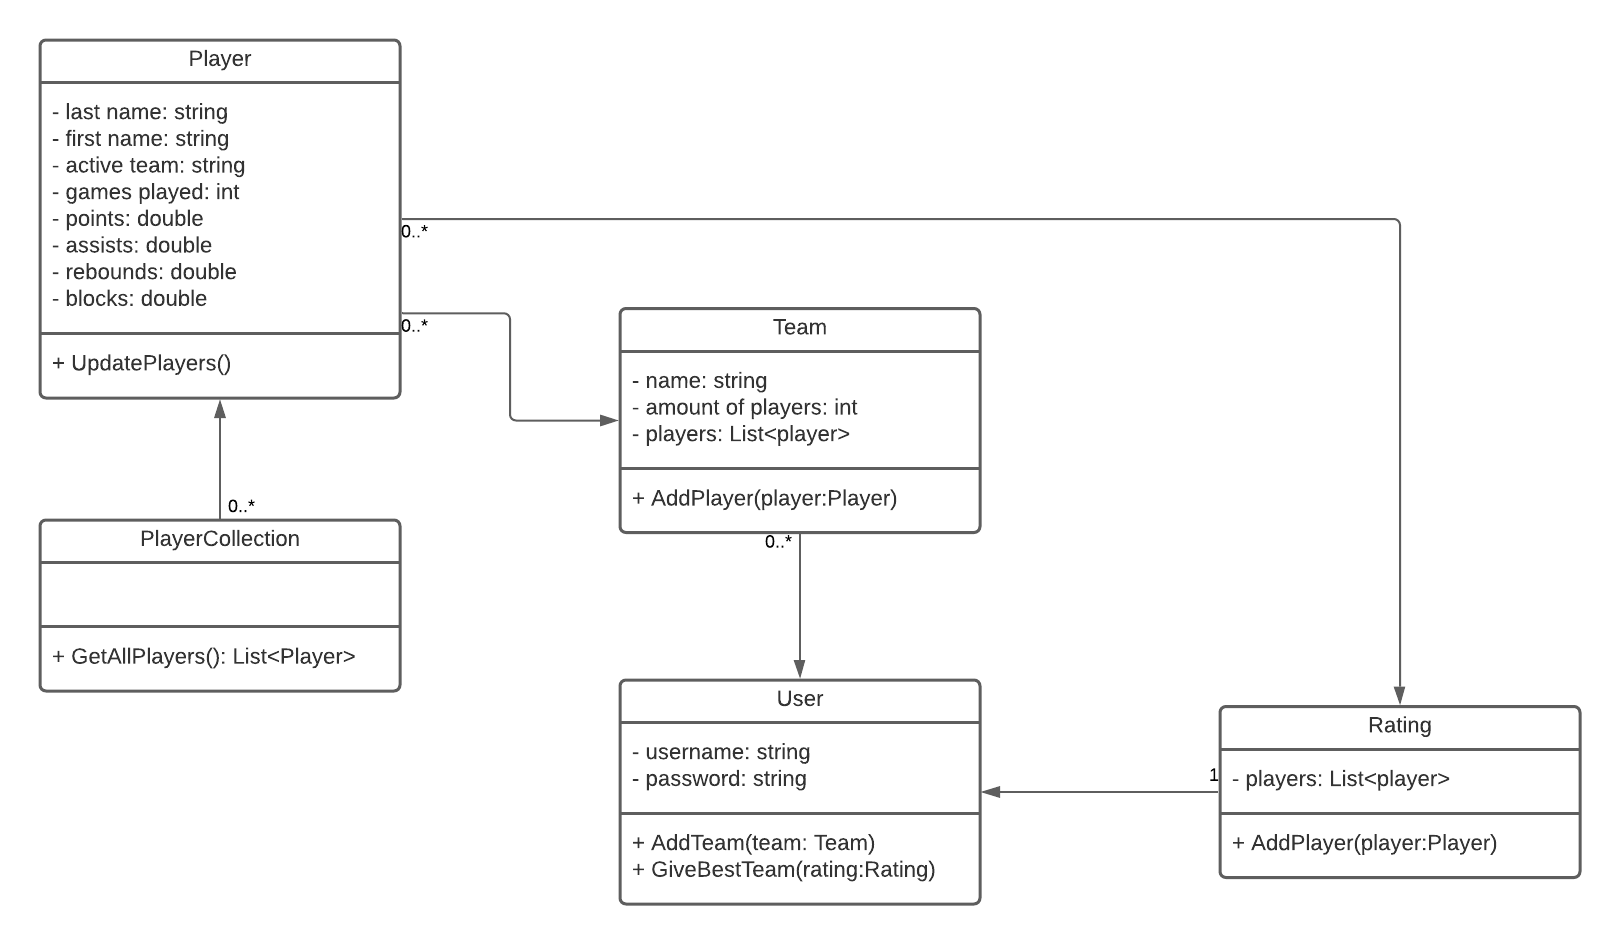 Player
- last name: string
- first name: string
- active team: string
- games played: int
- points: double
- assists: double
- rebounds: double
- blocks: double
+ UpdatePlayers()
0..*
0..*
Team
- name: string
- amount of players: int
- players: List<player>
+ AddPlayer(player:Player)
0..*
0..*
PlayerCollection
+ GetAllPlayers(): List<Player>
User
- username: string
- password: string
+ AddTeam(team: Team)
+ GiveBestTeam(rating:Rating)
1
Rating
- players: List<player>
+ AddPlayer(player:Player)